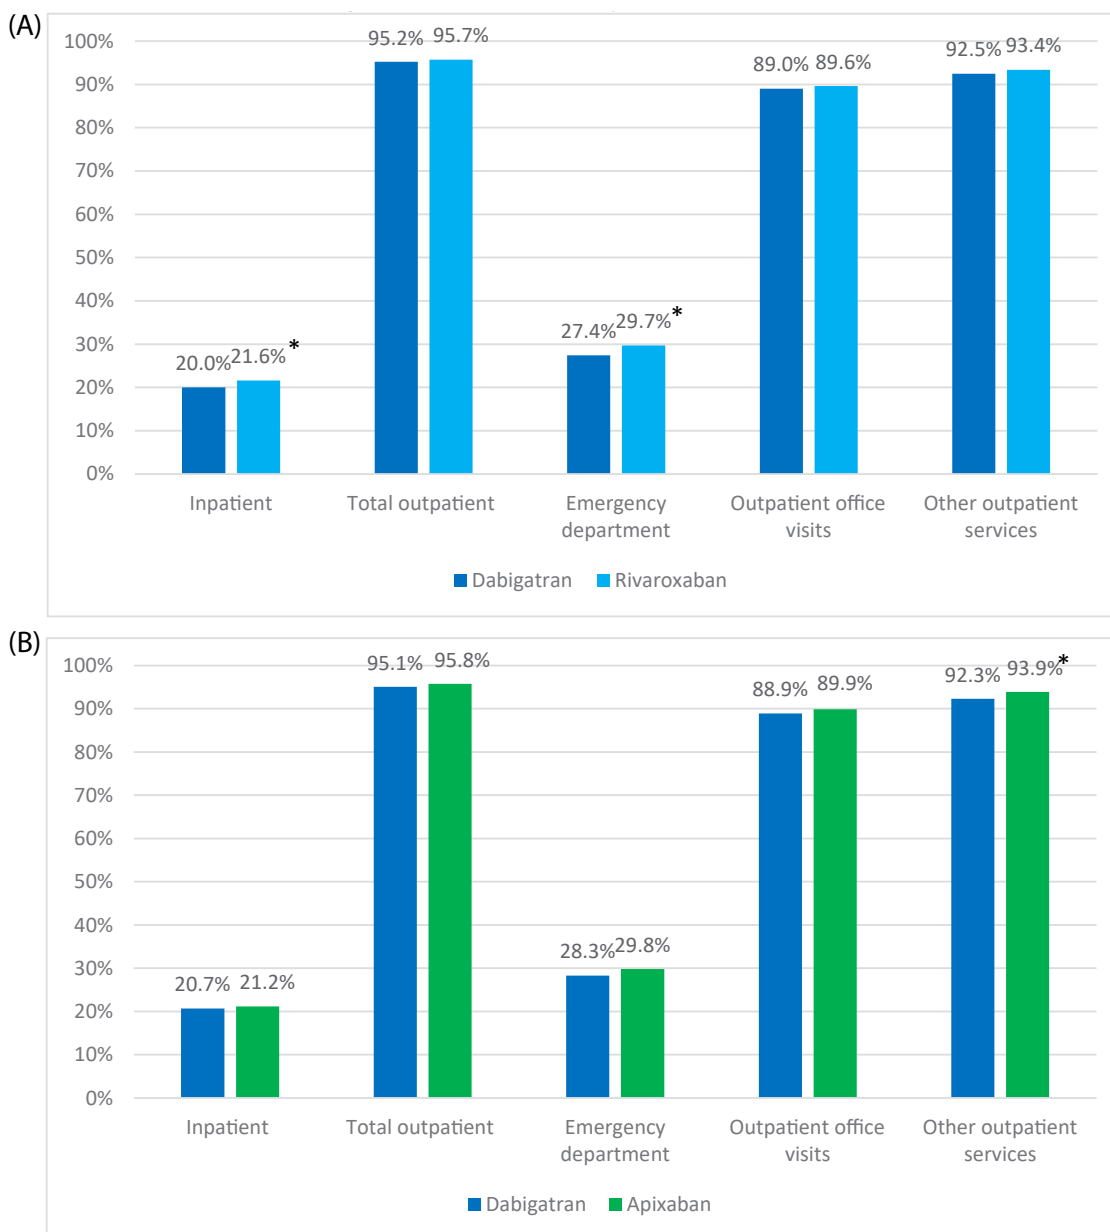 (A)
100%
90%
80%
70%
60%
50%
40%
30%
20%
10%
0%
95.2% 95.7%
89.0% 89.6%
92.5% 93.4%
27.4% 29.7%*
20.0% 21.6%*
Inpatient
Total outpatient
Emergency
department
Outpatient office
visits
Other outpatient
services
Dabigatran Rivaroxaban
(B)
100%
90%
80%
70%
60%
50%
40%
30%
20%
10%
0%
95.1% 95.8%
88.9% 89.9%
92.3% 93.9%*
28.3% 29.8%
20.7% 21.2%
Inpatient
Total outpatient
Emergency
department
Outpatient office
visits
Other outpatient
services
Dabigatran Apixaban